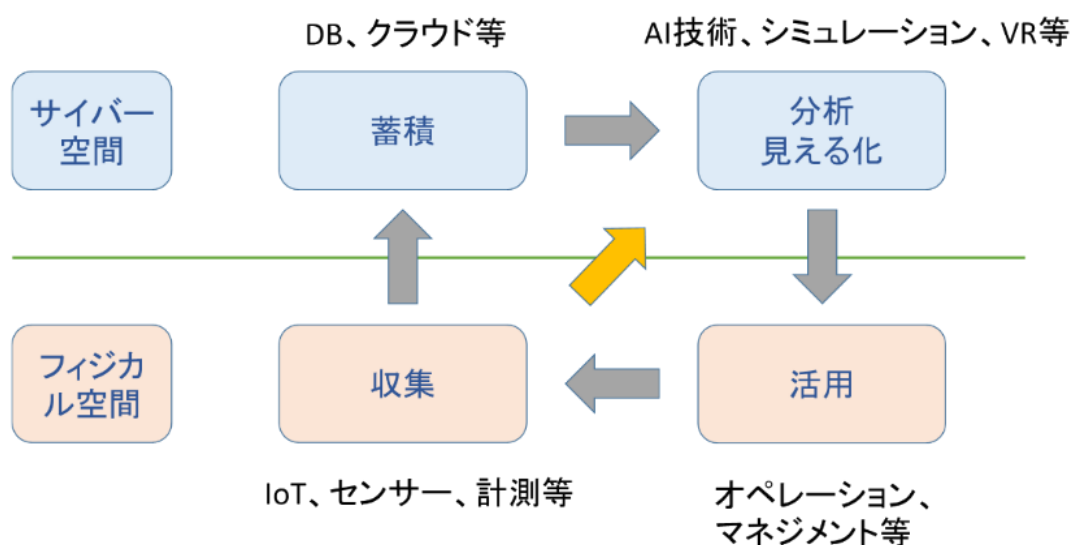 DB、クラウド等
AI技術、シミュレーション、VR等
サイバー
空間
蓄積
分析
見える化
フィジカ
ル空間
収集
活用
IoT、センサー、計測等
オペレーション、
マネジメント等